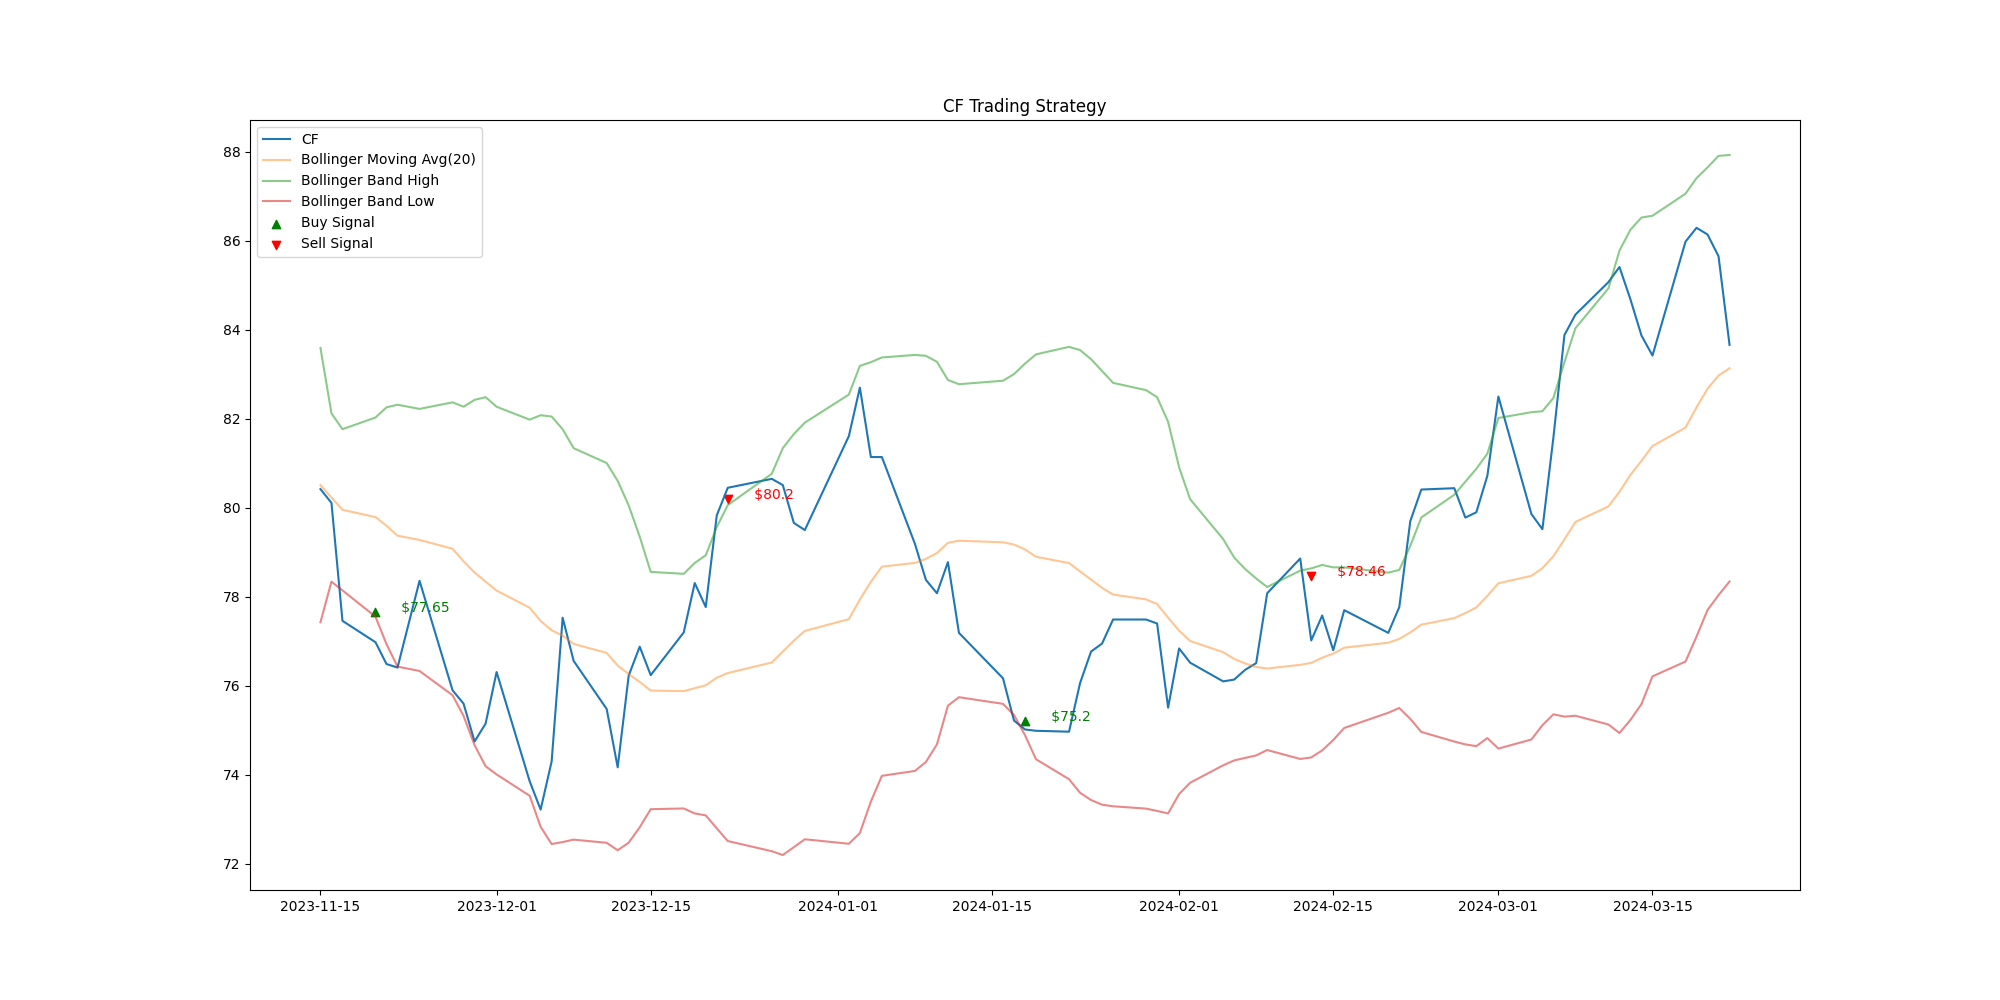 CF Trading Strategy
CF
Bollinger Moving Avg(20)
Bollinger Band High
Bollinger Band Low
Buy Signal
Sell Signal
88
86
84
82
80
78
76
74
72
$77.65
$80.2
$75.2
$78.46
2023-11-15 2023-12-01 2023-12-15 2024-01-01 2024-01-15 2024-02-01 2024-02-15 2024-03-01 2024-03-15